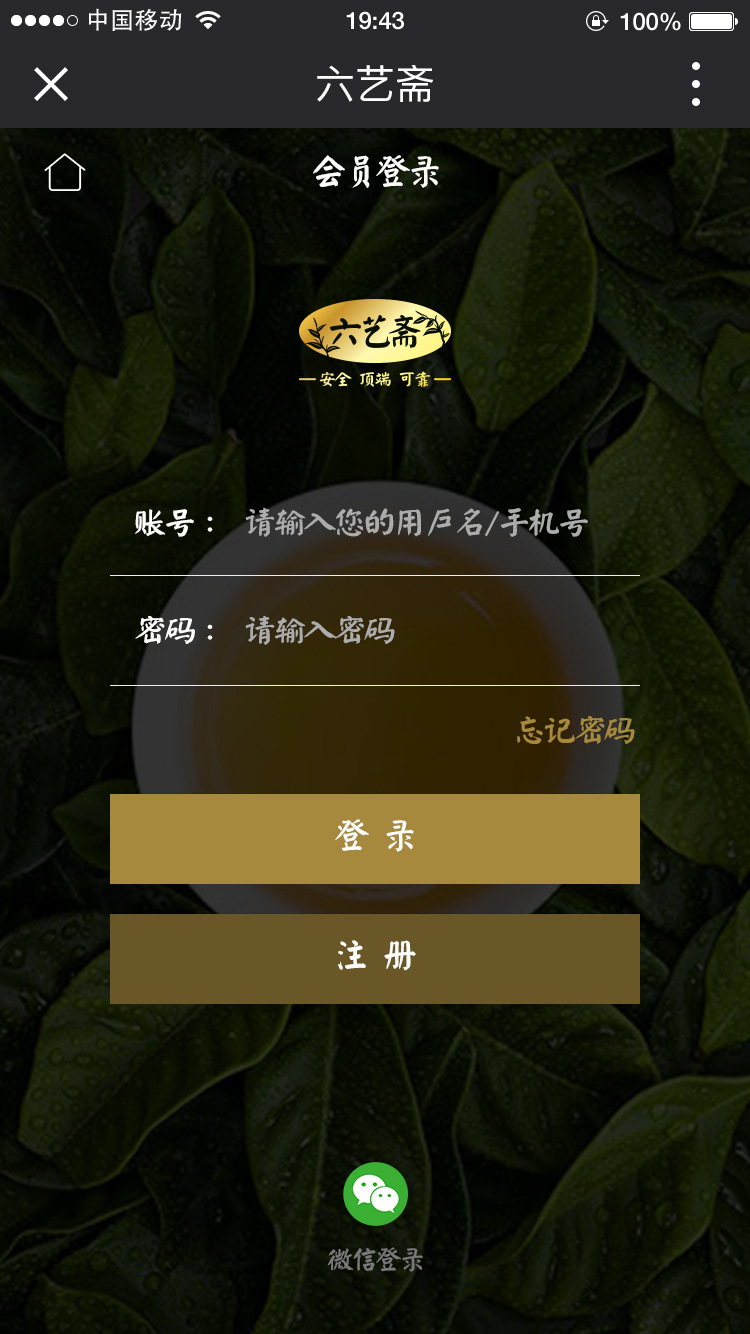 中国移动 19:43 100%
六艺斋
会员登录
六艺斋
安全 顶端 可靠
账号： 请输入您的用戶名/手机号
密码： 请输入密码
忘记密码
登 录
注 册
微信登录